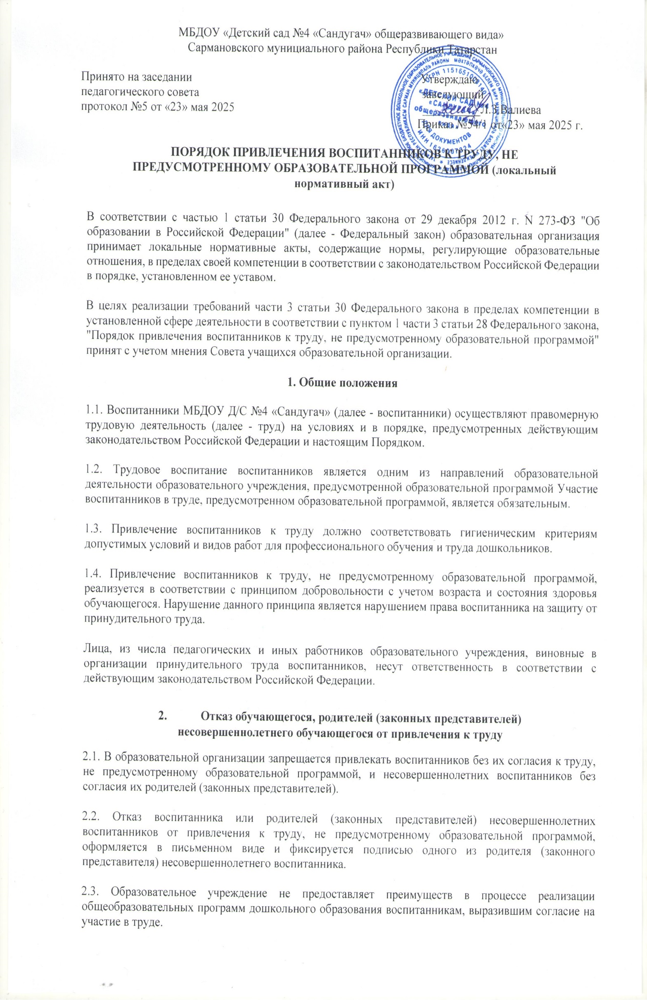 МБДОУ «Детский сад №4 «Сандугач» общеразвивающего вида»
Сармановского муниципального района Республики Татарстан
Принято на заседании
педагогического совета
протокол №5 от «23» мая 2025
Утверждаю
заведующий
Л.З.Валиева
Приказ №54/1 от«23» мая 2025 г.
«ДЕТСКИЙ САД №4
«САНДУГАЧ»
общеразвивающего
вида»
ДЛЯ ДОКУМЕНТОВ
ПОРЯДОК ПРИВЛЕЧЕНИЯ ВОСПИТАННИКОВ К ТРУДУ, НЕ
ПРЕДУСМОТРЕННОМУ ОБРАЗОВАТЕЛЬНОЙ ПРОГРАММОЙ (локальный
нормативный акт)
В соответствии с частью 1 статьи 30 Федерального закона от 29 декабря 2012 г. N 273-ФЗ "Об
образовании в Российской Федерации" (далее - Федеральный закон) образовательная организация
принимает локальные нормативные акты, содержащие нормы, регулирующие образовательные
отношения, в пределах своей компетенции в соответствии с законодательством Российской Федерации
в порядке, установленном ее уставом.
В целях реализации требований части 3 статьи 30 Федерального закона в пределах компетенции в
установленной сфере деятельности в соответствии с пунктом 1 части 3 статьи 28 Федерального закона,
"Порядок привлечения воспитанников к труду, не предусмотренному образовательной программой"
принят с учетом мнения Совета учащихся образовательной организации.
1. Общие положения
1.1. Воспитанники МБДОУ Д/С №4 «Сандугач» (далее - воспитанники) осуществляют правомерную
трудовую деятельность (далее - труд) на условиях и в порядке, предусмотренных действующим
законодательством Российской Федерации и настоящим Порядком.
1.2. Трудовое воспитание воспитанников является одним из направлений образовательной
деятельности образовательного учреждения, предусмотренной образовательной программой Участие
воспитанников в труде, предусмотренном образовательной программой, является обязательным.
1.3. Привлечение воспитанников к труду должно соответствовать гигиеническим критериям
допустимых условий и видов работ для профессионального обучения и труда дошкольников.
1.4. Привлечение воспитанников к труду, не предусмотренному образовательной программой,
реализуется в соответствии с принципом добровольности с учетом возраста и состояния здоровья
обучающегося. Нарушение данного принципа является нарушением права воспитанника на защиту от
принудительного труда.
Лица, из числа педагогических и иных работников образовательного учреждения, виновные в
организации принудительного труда воспитанников, несут ответственность в соответствии с
действующим законодательством Российской Федерации.
2. Отказ обучающегося, родителей (законных представителей)
несовершеннолетнего обучающегося от привлечения к труду
2.1. В образовательной организации запрещается привлекать воспитанников без их согласия к труду,
не предусмотренному образовательной программой, и несовершеннолетних воспитанников без
согласия их родителей (законных представителей).
2.2. Отказ воспитанника или родителей (законных представителей) несовершеннолетних
воспитанников от привлечения к труду, не предусмотренному образовательной программой,
оформляется в письменном виде и фиксируется подписью одного из родителя (законного
представителя) несовершеннолетнего воспитанника.
2.3. Образовательное учреждение не предоставляет преимуществ в процессе реализации
общеобразовательных программ дошкольного образования воспитанникам, выразившим согласие на
участие в труде.